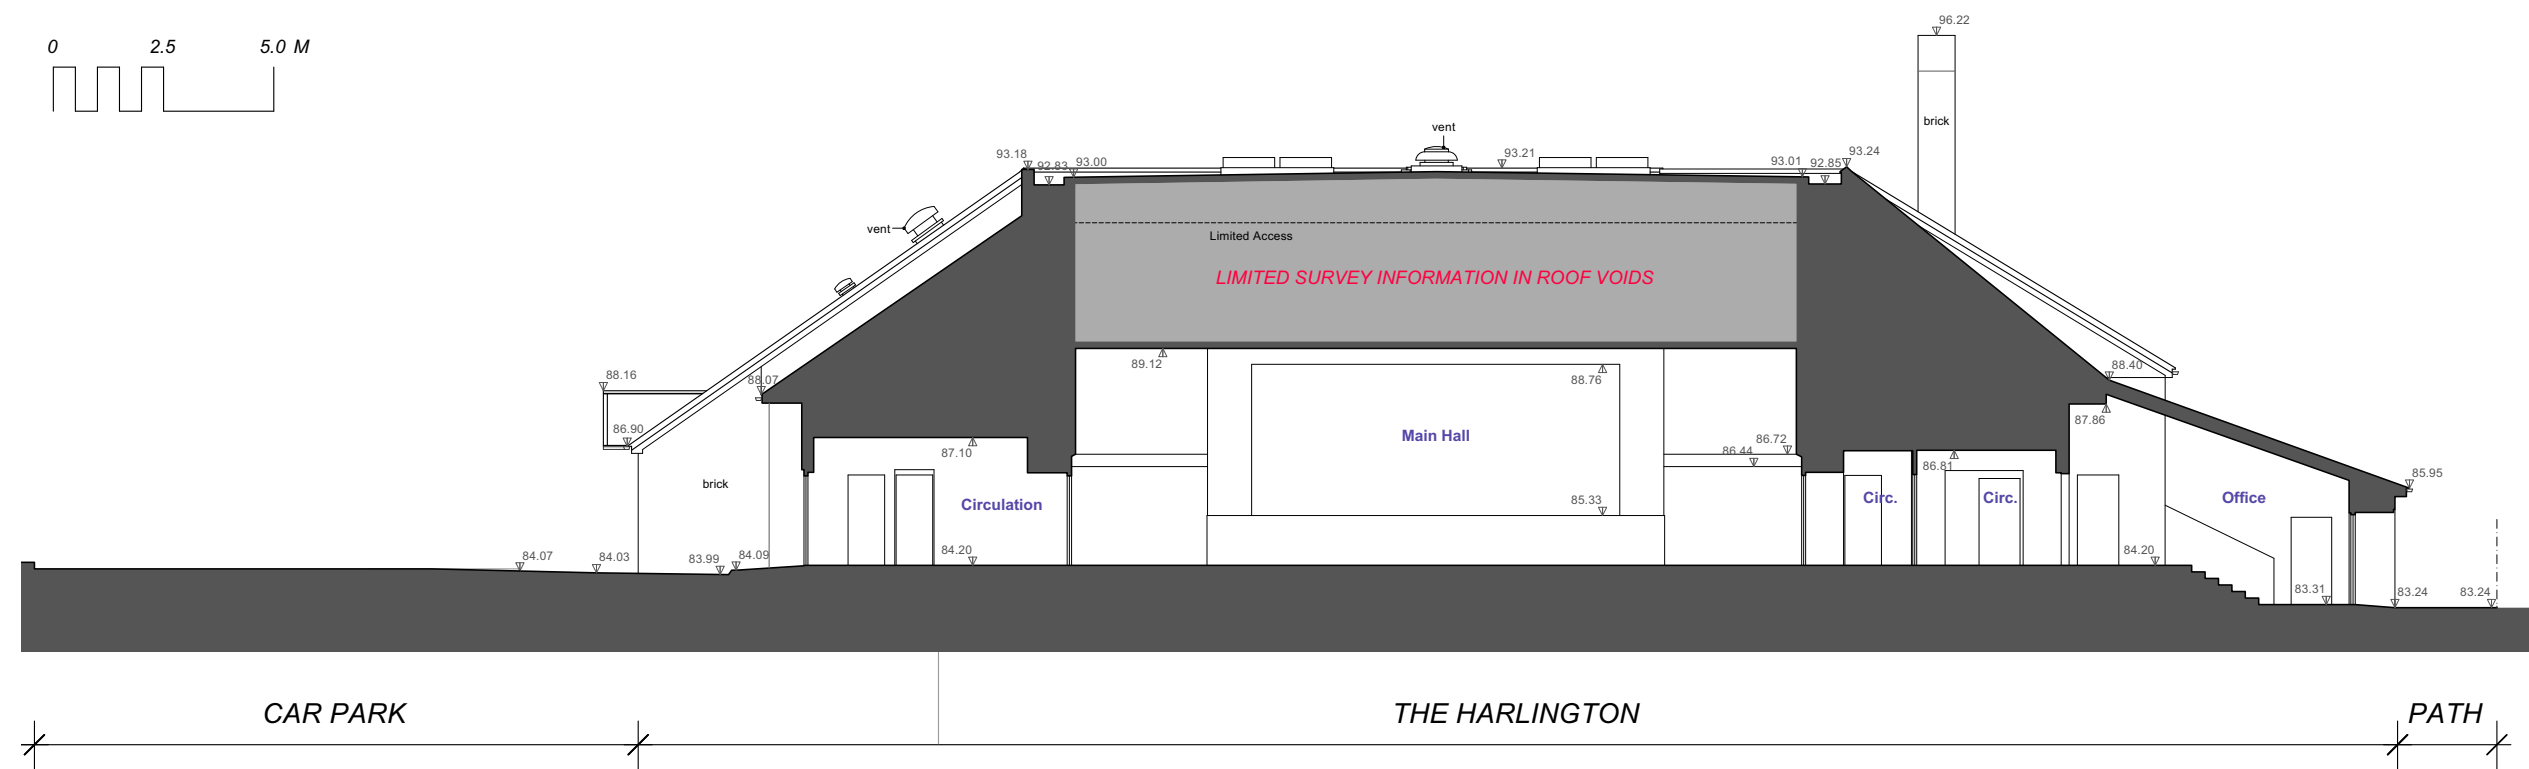 96.22
0 2.5 5.0 M
brick
vent
93.18 92.83 93.00 93.21 93.01 92.85 93.24
vent
Limited Access
LIMITED SURVEY INFORMATION IN ROOF VOIDS
89.12 88.40
88.16 88.07 88.76
87.86
86.90 Main Hall 86.72
87.10 86.44 86.81
brick Circulation 85.33 Circ. Circ. Office 85.95
84.07 84.03 83.99 84.09 84.20 84.20
83.31 83.24 83.24
CAR PARK THE HARLINGTON PATH